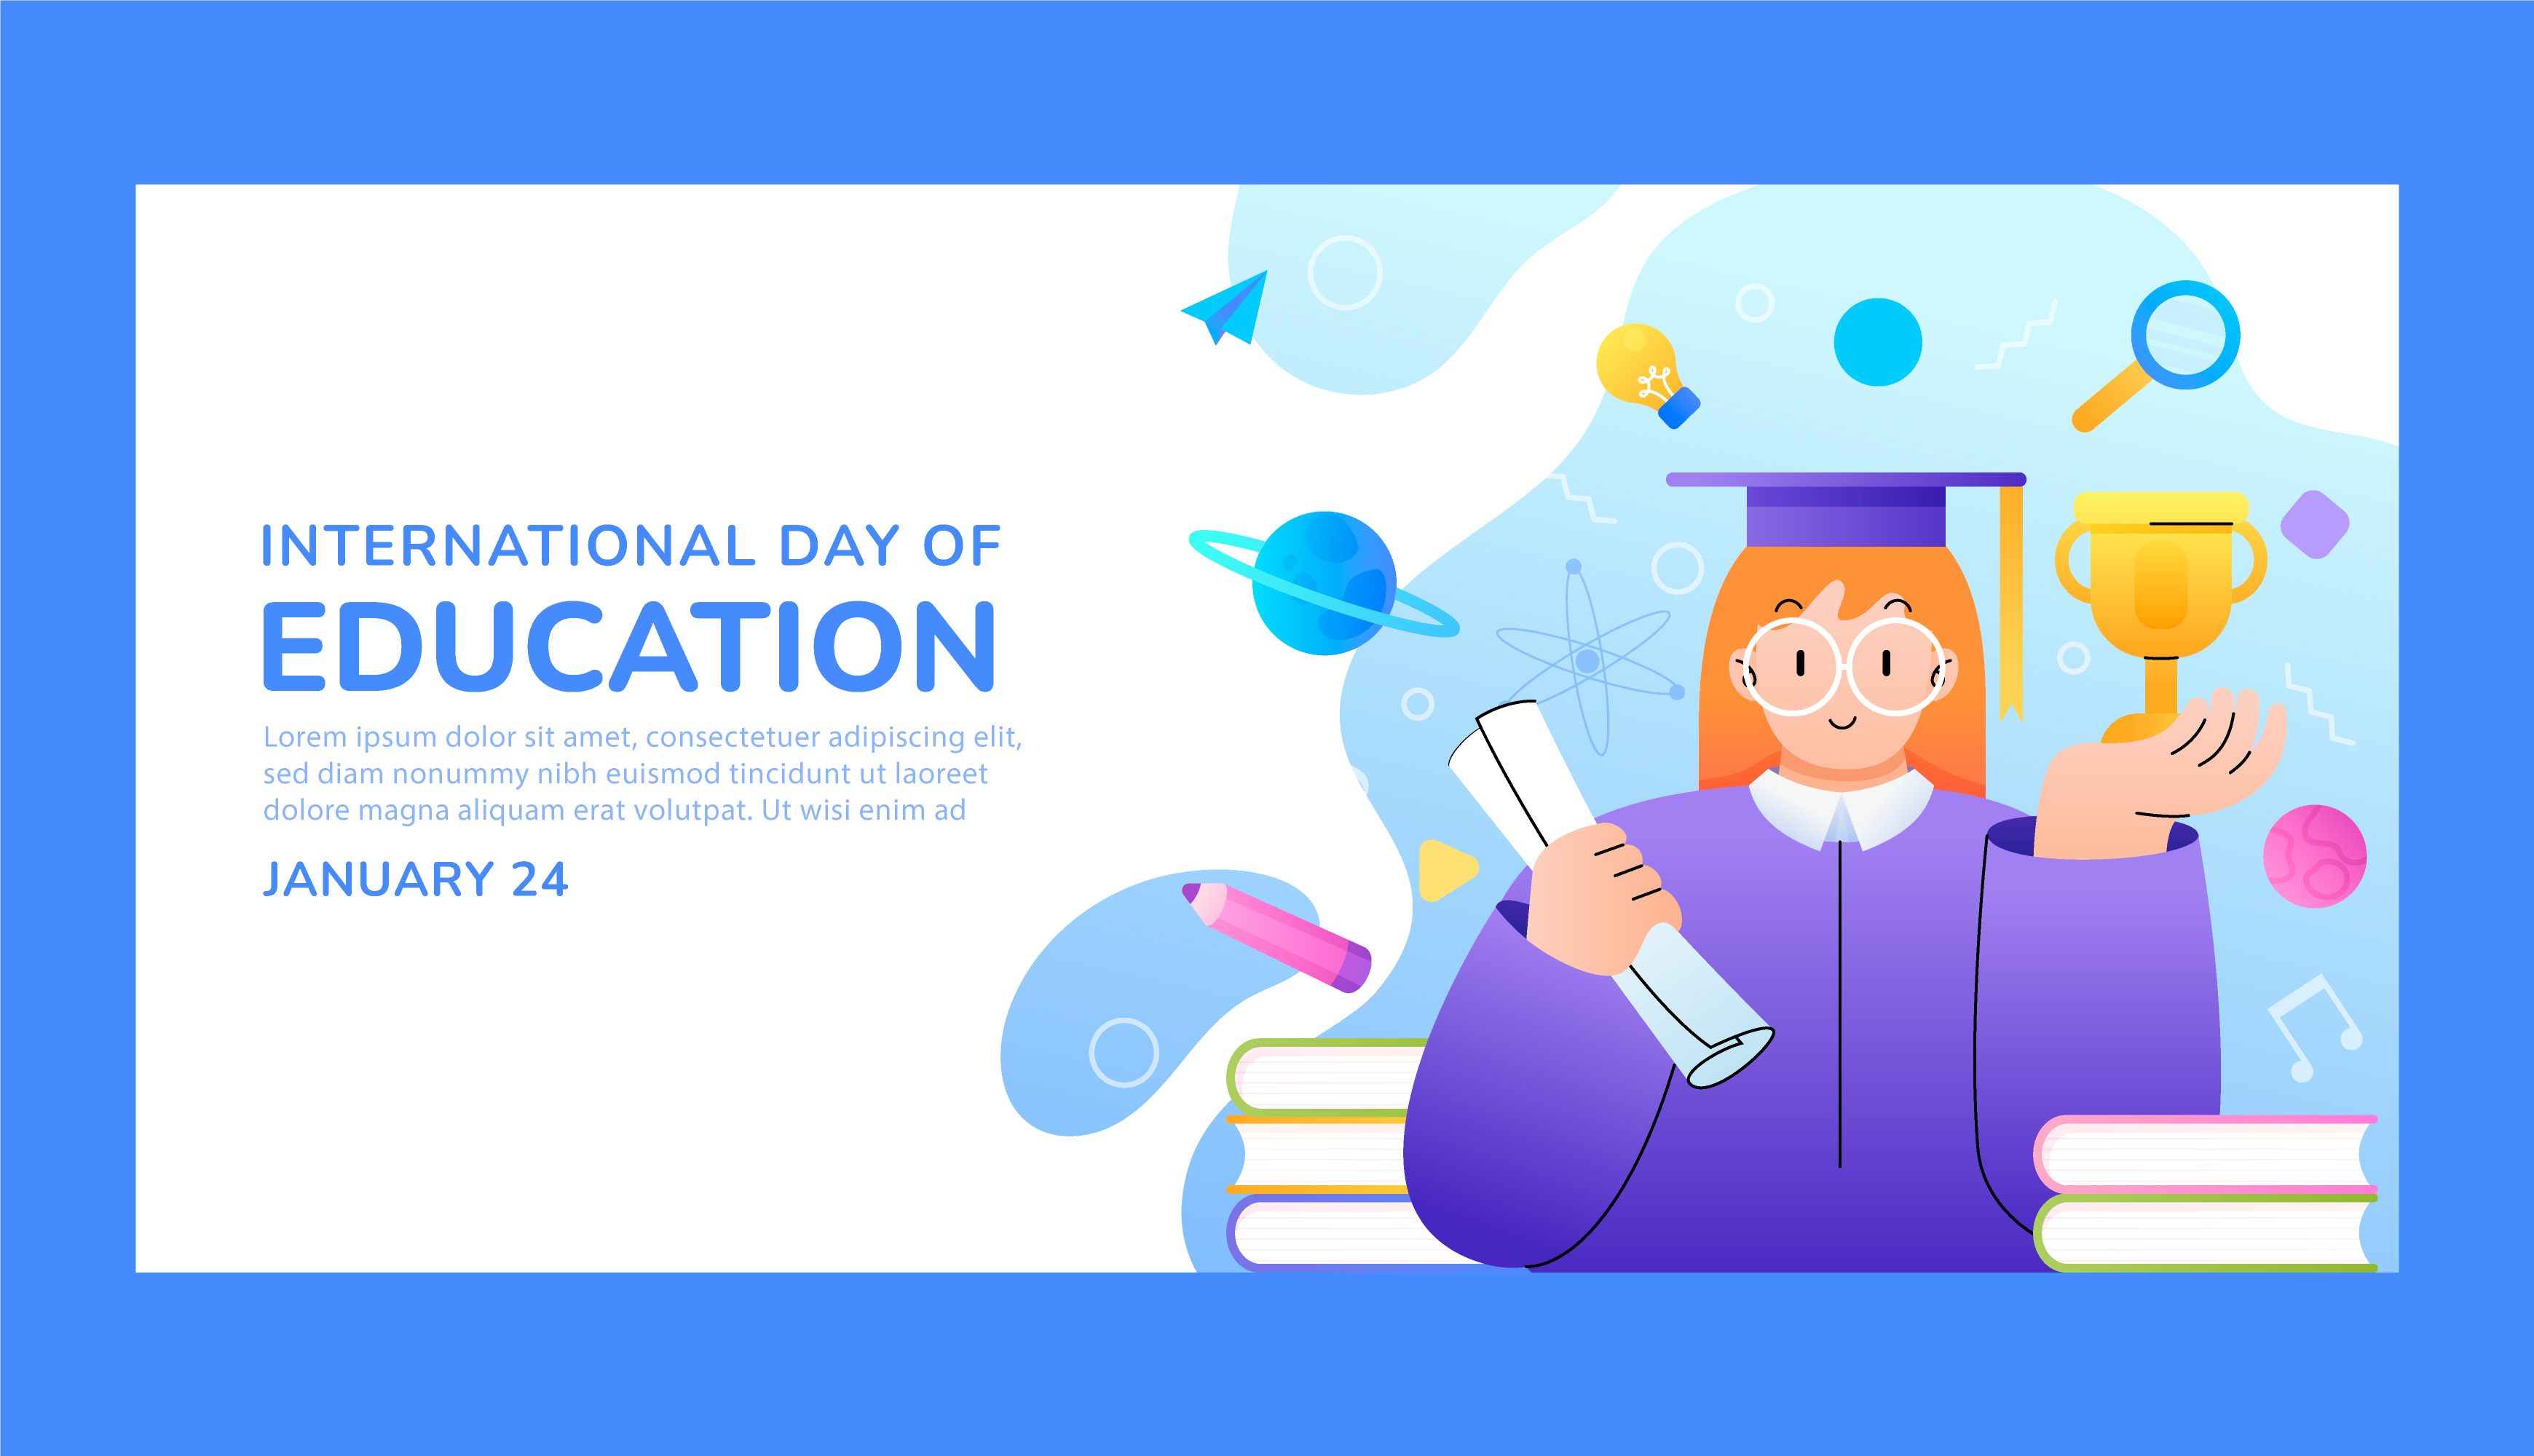 INTERNATIONAL DAY OF
EDUCATION
Lorem ipsum dolor sit amet, consectetuer adipiscing elit,
sed diam nonummy nibh euismod tincidunt ut laoreet
dolore magna aliquam erat volutpat. Ut wisi enim ad
JANUARY 24